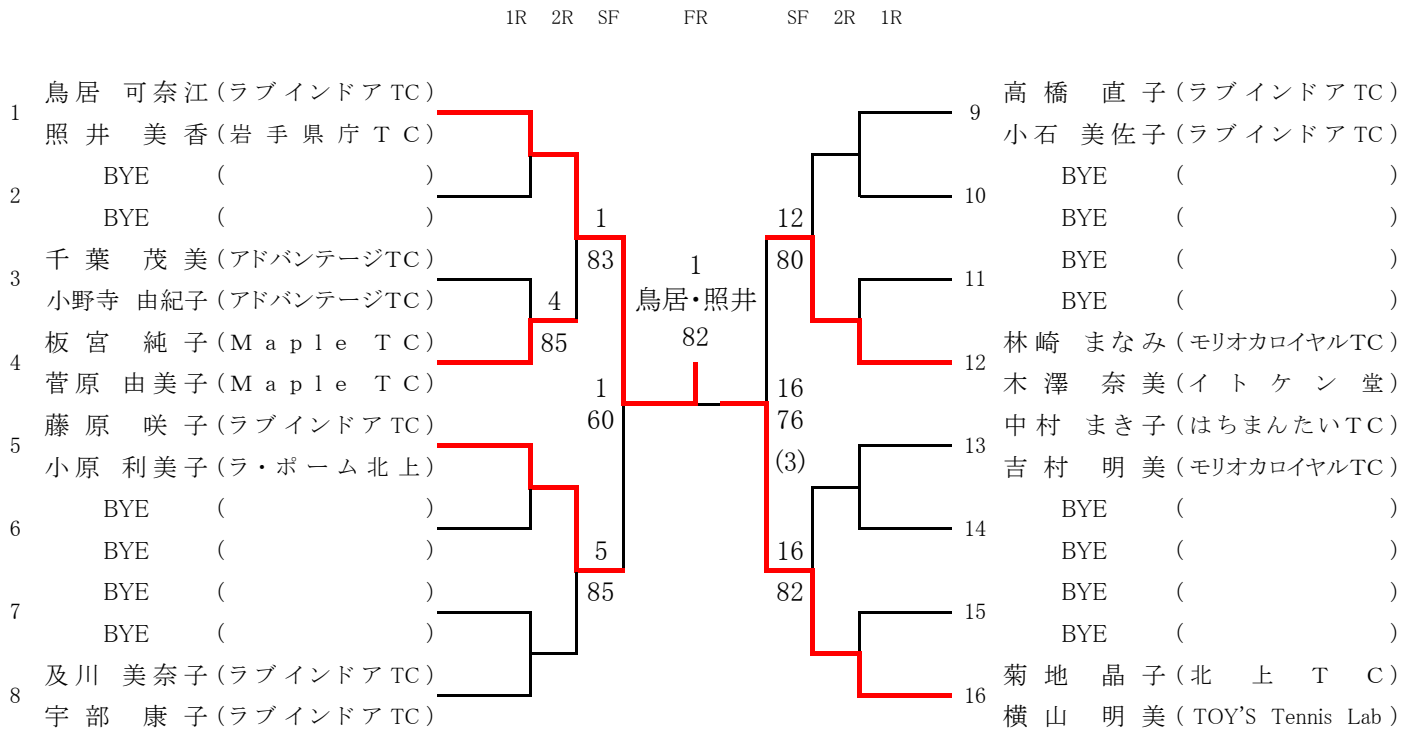 1R 2R SF FR SF 2R 1R
1 鳥居 可奈江 (ラブインドアTC)
照井 美香 (岩手県庁TC)
2 BYE ( )
BYE ( )
3 千葉 茂美 (アドバンテージTC)
小野寺 由紀子 (アドバンテージTC)
4 板宮 純子 (Maple TC)
菅原 由美子 (Maple TC)
5 藤原 咲子 (ラブインドアTC)
小原 利美子 (ラ・ポーム北上)
6 BYE ( )
BYE ( )
7 BYE ( )
BYE ( )
8 及川 美奈子 (ラブインドアTC)
宇部 康子 (ラブインドアTC)
4
85
1
83
5
85
1
60
1
鳥居・照井
82
16
76
(3)
12
80
16
82
9 高橋 直子 (ラブインドアTC)
小石 美佐子 (ラブインドアTC)
10 BYE ( )
BYE ( )
11 BYE ( )
BYE ( )
12 林崎 まなみ (モリオカロイヤルTC)
木澤 奈美 (イトケン堂)
13 中村 まき子 (はちまんたいTC)
吉村 明美 (モリオカロイヤルTC)
14 BYE ( )
BYE ( )
15 BYE ( )
BYE ( )
16 菊地 晶子 (北上TC)
横山 明美 (TOY'S Tennis Lab)